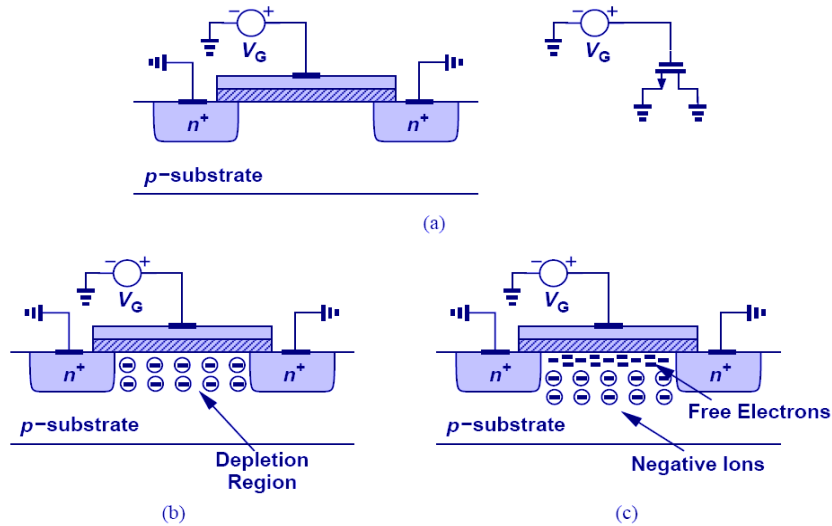 − +
V_G
− +
V_G
n⁺
n⁺
p−substrate
(a)
− +
V_G
− +
V_G
n⁺
n⁺
n⁺
n⁺
p−substrate
Depletion
Region
p−substrate
Free Electrons
Negative Ions
(b)
(c)